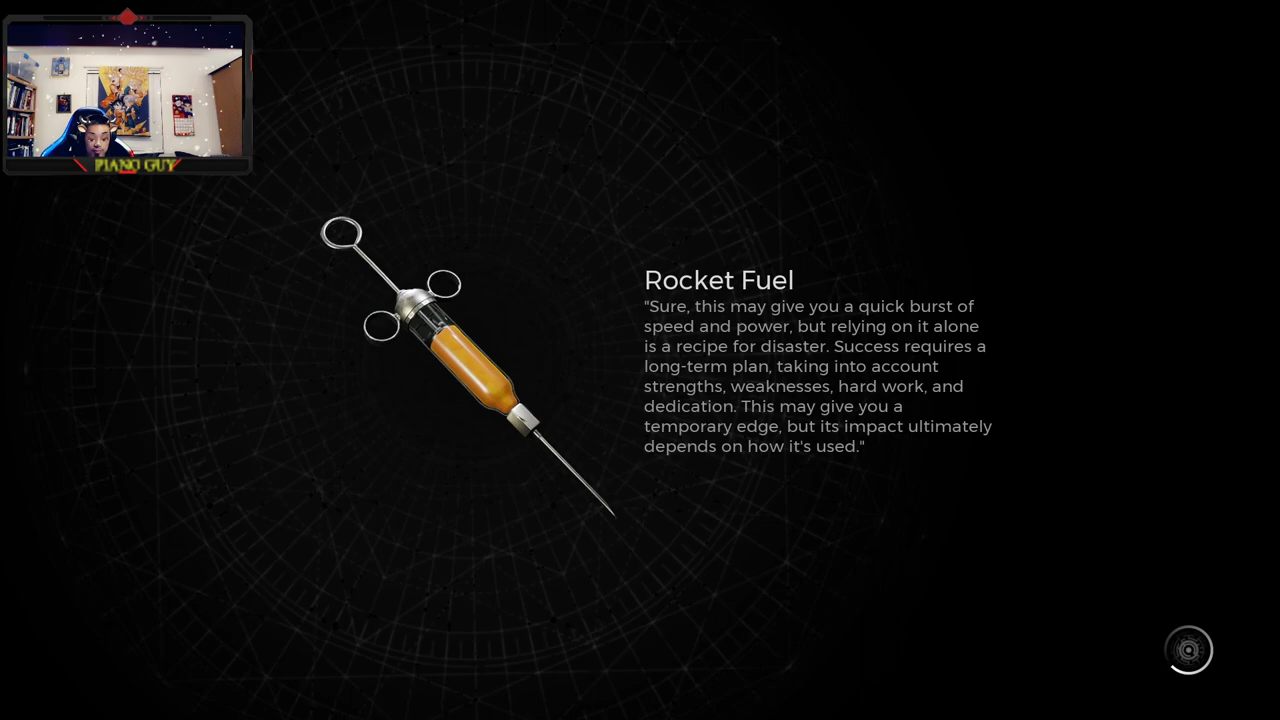 PIANO GUY
Rocket Fuel
"Sure, this may give you a quick burst of
speed and power, but relying on it alone
is a recipe for disaster. Success requires a
long-term plan, taking into account
strengths, weaknesses, hard work, and
dedication. This may give you a
temporary edge, but its impact ultimately
depends on how it's used."